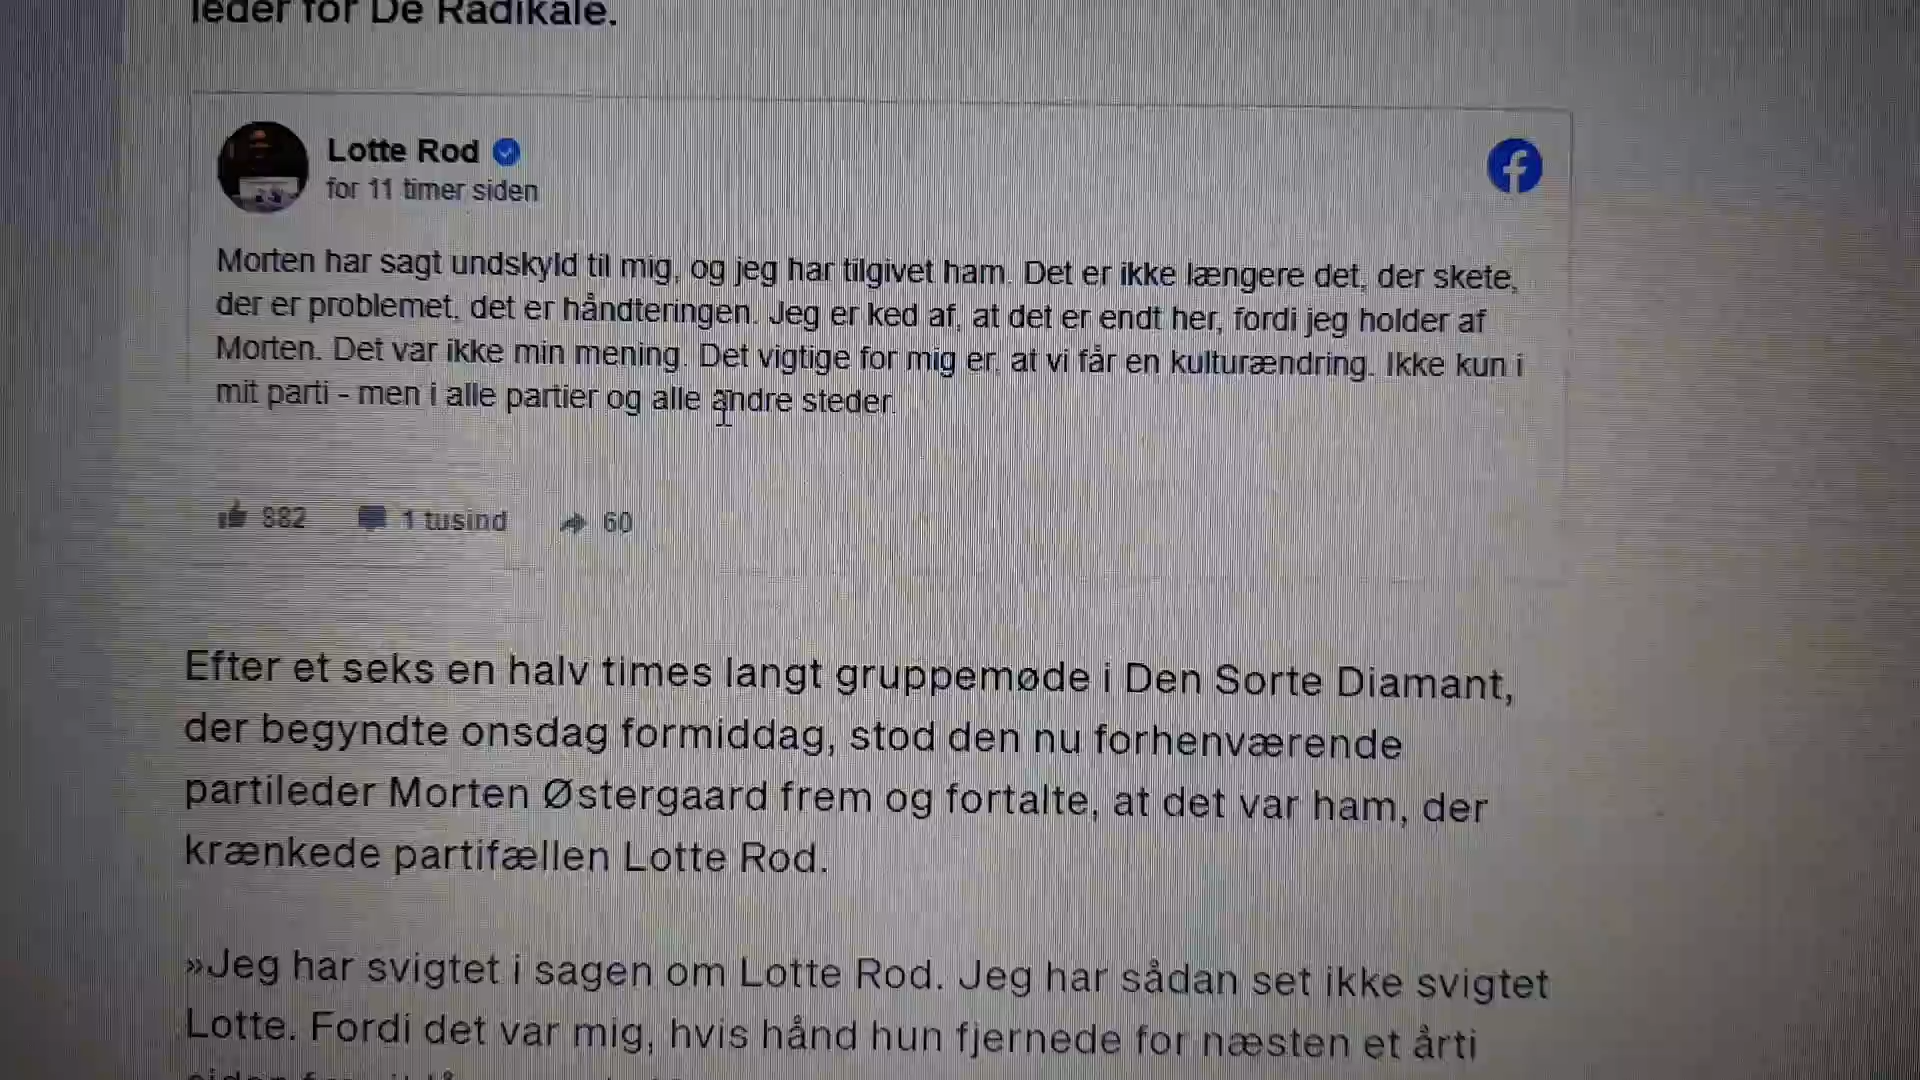 leder for De Radikale.
Lotte Rod
for 11 timer siden
Morten har sagt undskyld til mig, og jeg har tilgivet ham. Det er ikke længere det, der skete,
der er problemet, det er håndteringen. Jeg er ked af, at det er endt her, fordi jeg holder af
Morten. Det var ikke min mening. Det vigtige for mig er, at vi får en kulturændring. Ikke kun i
mit parti - men i alle partier og alle andre steder.
882 1 tusind 60
Efter et seks en halv times langt gruppemøde i Den Sorte Diamant,
der begyndte onsdag formiddag, stod den nu forhenværende
partileder Morten Østergaard frem og fortalte, at det var ham, der
krænkede partifællen Lotte Rod.
»Jeg har svigtet i sagen om Lotte Rod. Jeg har sådan set ikke svigtet
Lotte. Fordi det var mig, hvis hånd hun fjernede for næsten et årti